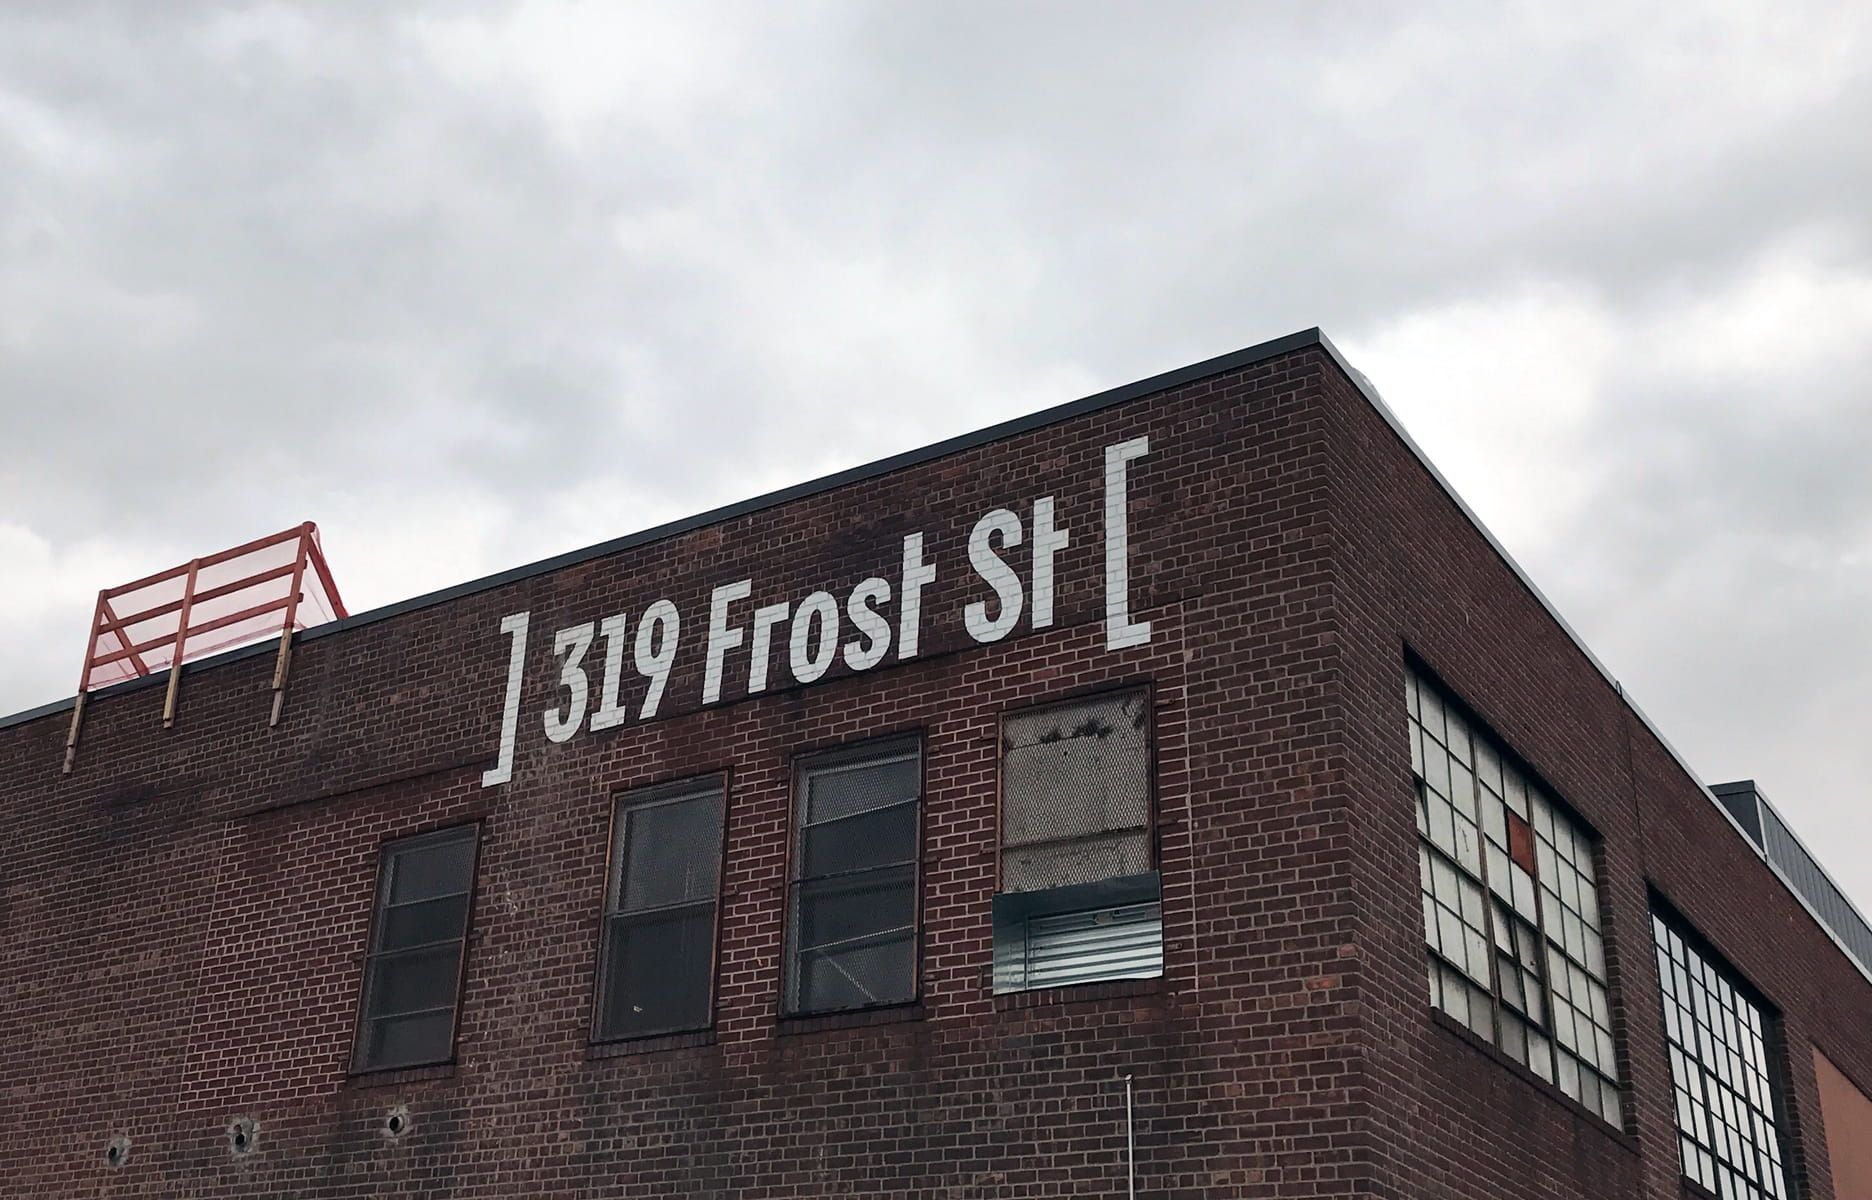 ] 319 Frost St [